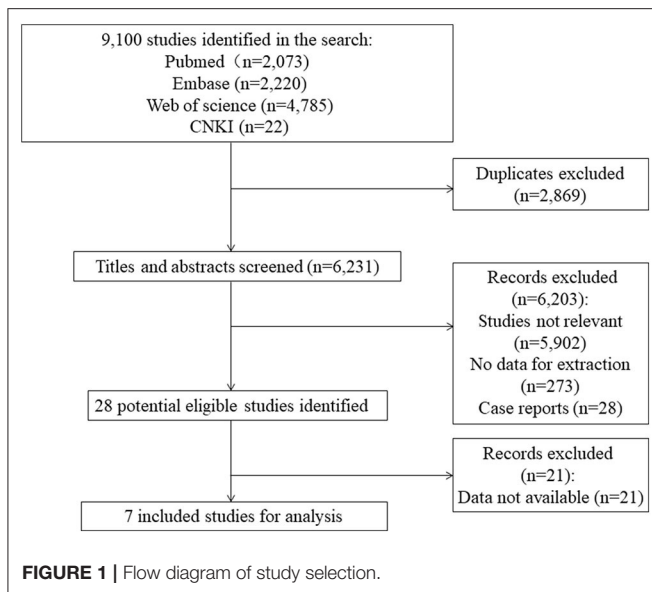 9,100 studies identified in the search:
Pubmed（n=2,073)
Embase (n=2,220)
Web of science (n=4,785)
CNKI (n=22)
Duplicates excluded
(n=2,869)
Titles and abstracts screened (n=6,231)
Records excluded
(n=6,203):
Studies not relevant
(n=5,902)
No data for extraction
(n=273)
Case reports (n=28)
28 potential eligible studies identified
Records excluded
(n=21):
Data not available (n=21)
7 included studies for analysis
FIGURE 1 | Flow diagram of study selection.